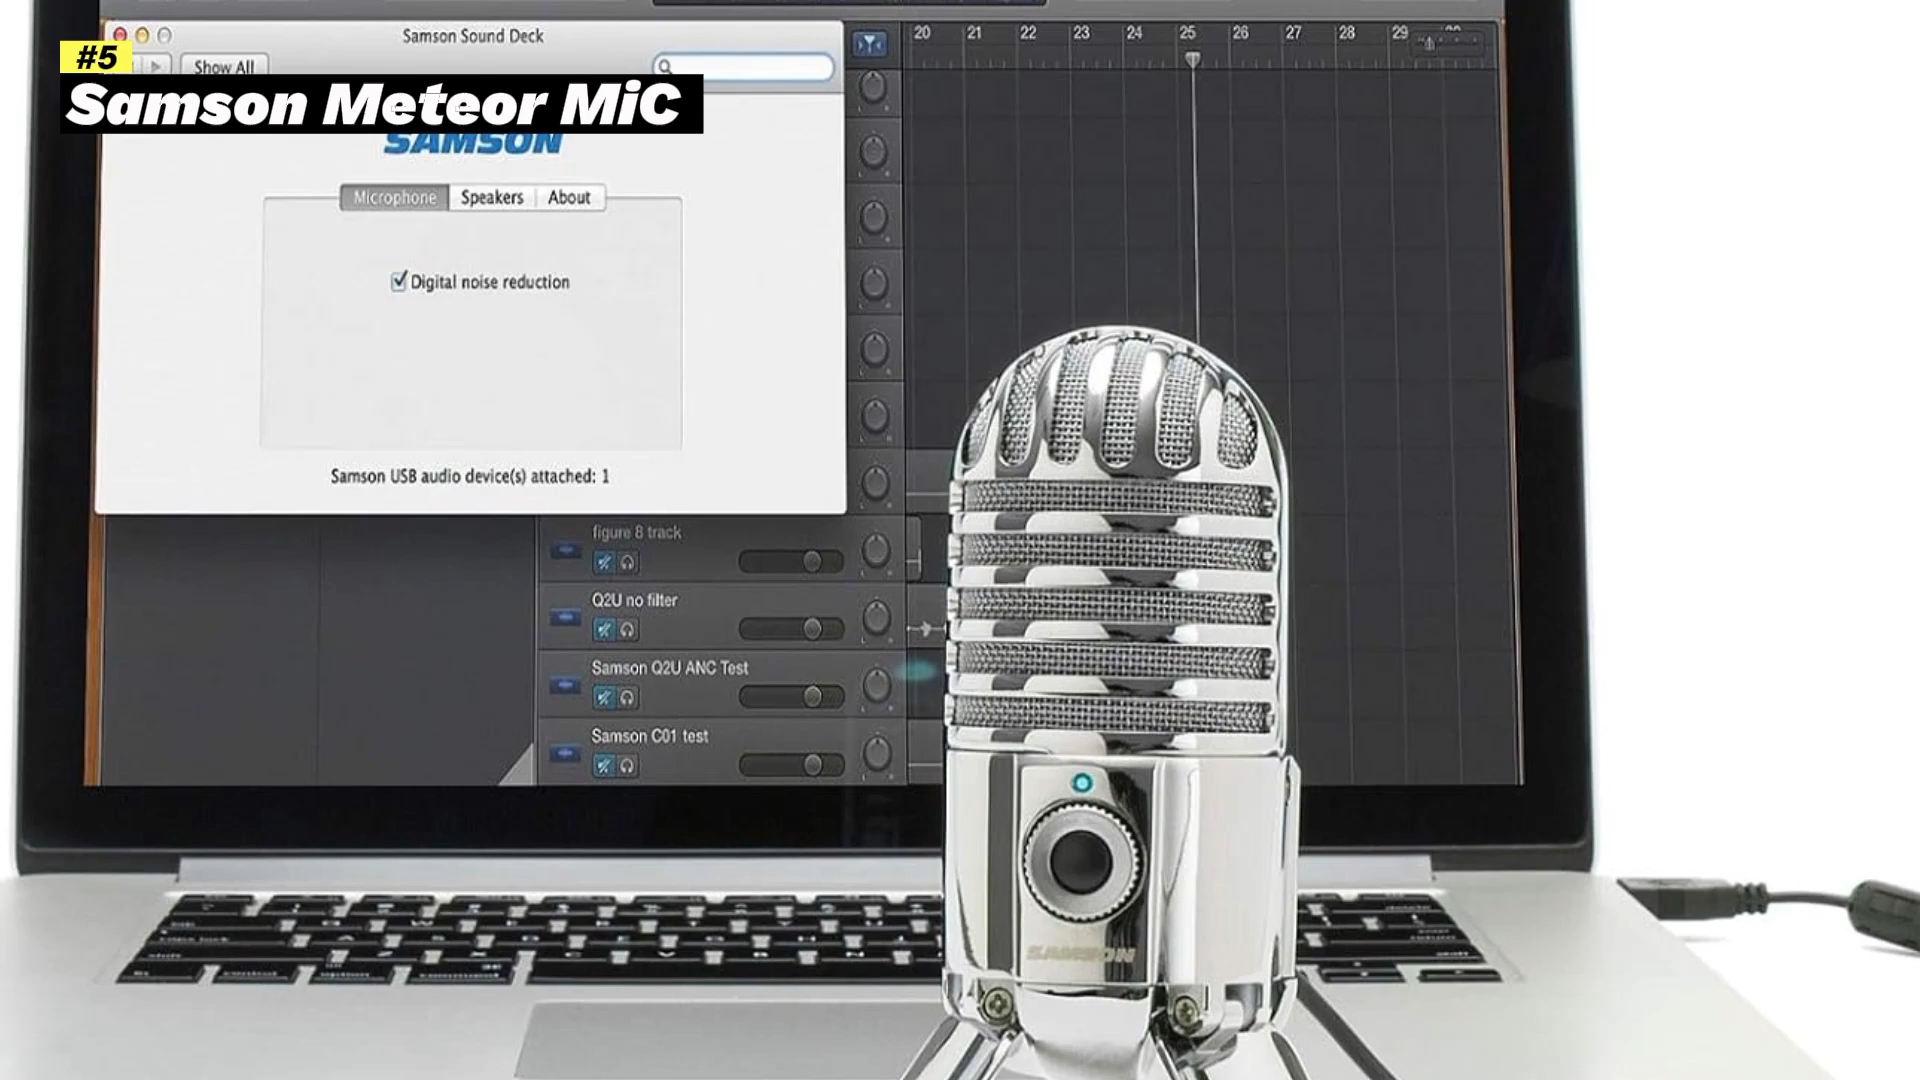 #5
Samson Meteor MiC
Samson Sound Deck
Show All
SAMSON
Microphone Speakers About
Digital noise reduction
Samson USB audio device(s) attached: 1
20 21 22 23 24 25 26 27 28 29
figure 8 track
Q2U no filter
Samson Q2U ANC Test
Samson C01 test
SAMSON